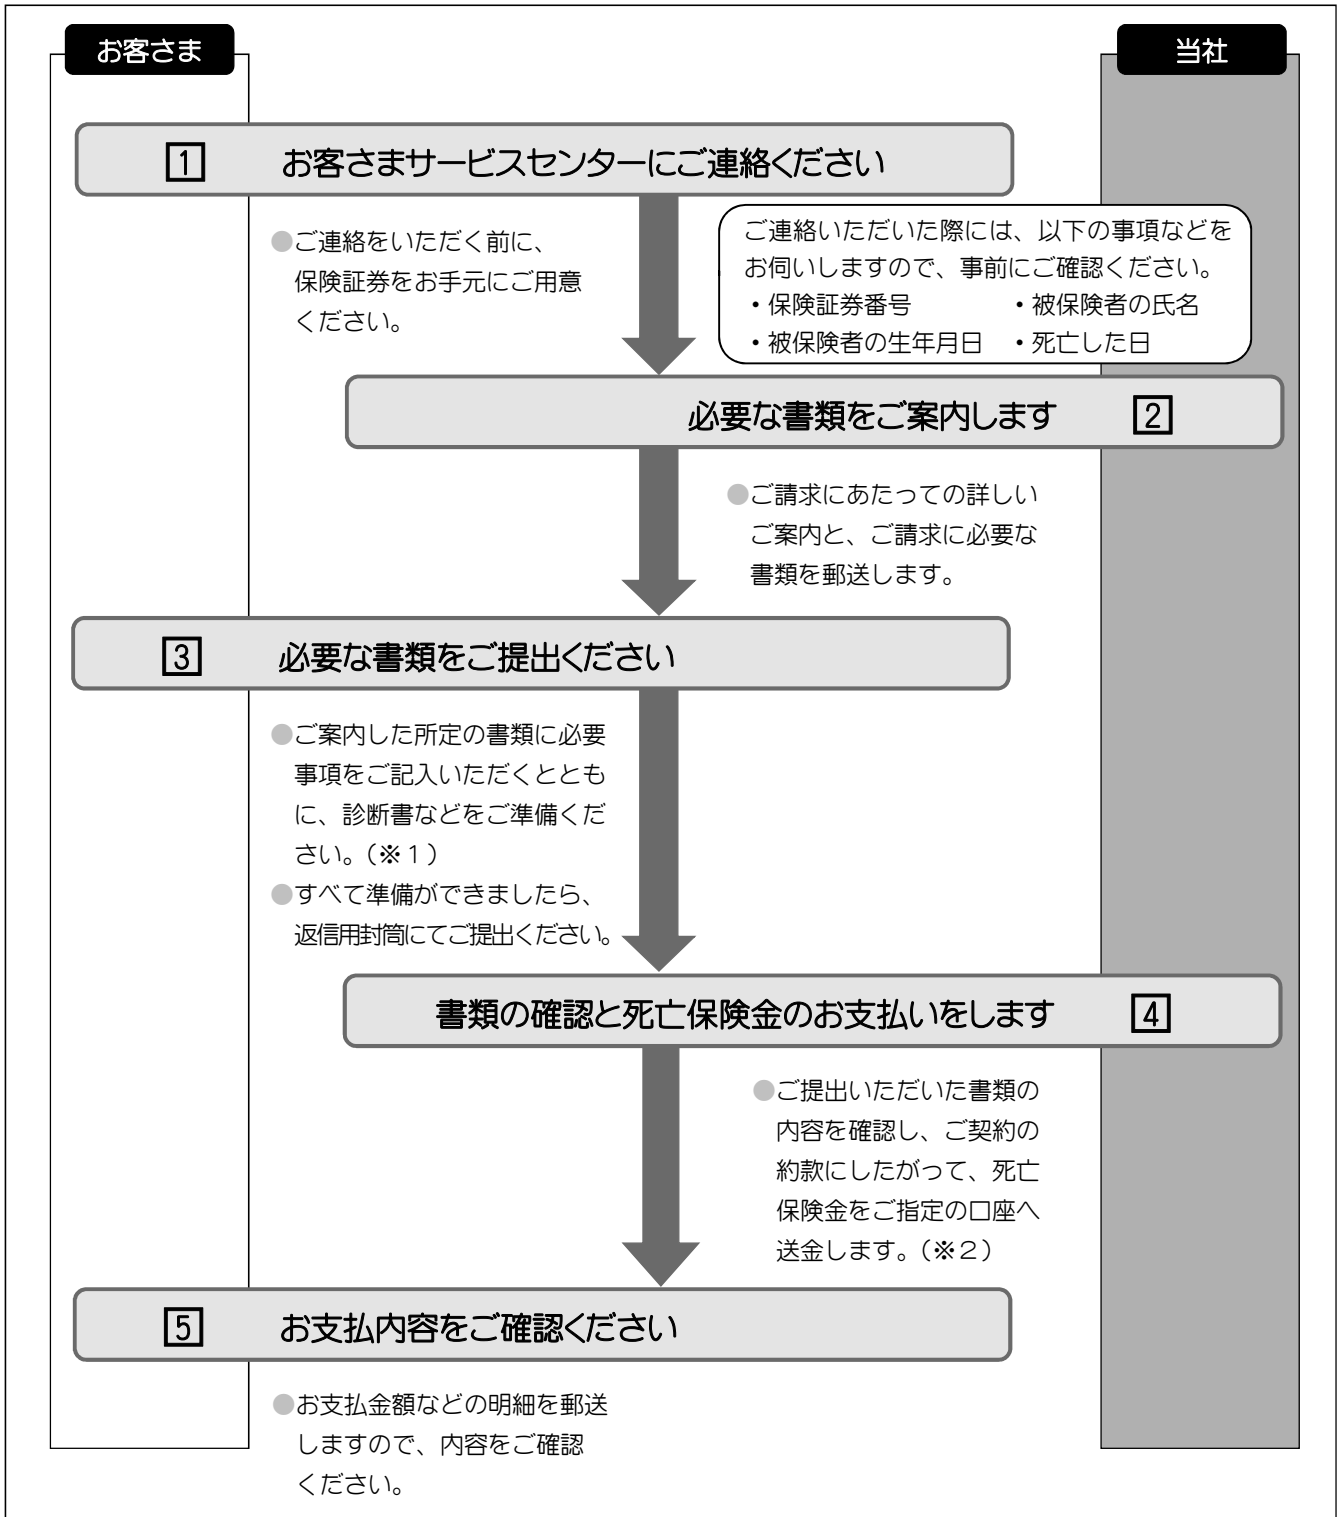 お客さま
当社
1 お客さまサービスセンターにご連絡ください
●ご連絡をいただく前に、
保険証券をお手元にご用意
ください。
ご連絡いただいた際には、以下の事項などを
お伺いしますので、事前にご確認ください。
・保険証券番号 ・被保険者の氏名
・被保険者の生年月日 ・死亡した日
必要な書類をご案内します 2
●ご請求にあたっての詳しい
ご案内と、ご請求に必要な
書類を郵送します。
3 必要な書類をご提出ください
●ご案内した所定の書類に必要
事項をご記入いただくととも
に、診断書などをご準備くだ
さい。(※1)
●すべて準備ができましたら、
返信用封筒にてご提出ください。
書類の確認と死亡保険金のお支払いをします 4
●ご提出いただいた書類の
内容を確認し、ご契約の
約款にしたがって、死亡
保険金をご指定の口座へ
送金します。(※2)
5 お支払内容をご確認ください
●お支払金額などの明細を郵送
しますので、内容をご確認
ください。